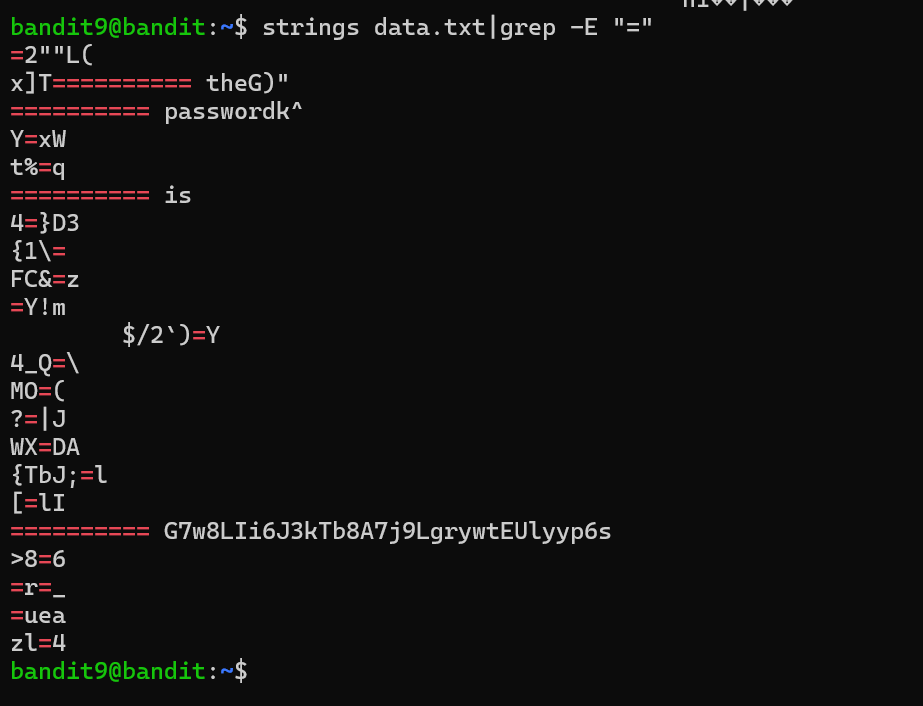 bandit9@bandit:~$ strings data.txt|grep -E "="
=2""L(
x]T========== theG)"
========== passwordk^
Y=xW
t%=q
========== is
4=}D3
{1\=
FC&=z
=Y!m
$/2`)=Y
4_Q=\
MO=(
?=|J
WX=DA
{TbJ;=l
[=lI
========== G7w8LIi6J3kTb8A7j9LgrywtEUlyyp6s
>8=6
=r=_
=uea
zl=4
bandit9@bandit:~$